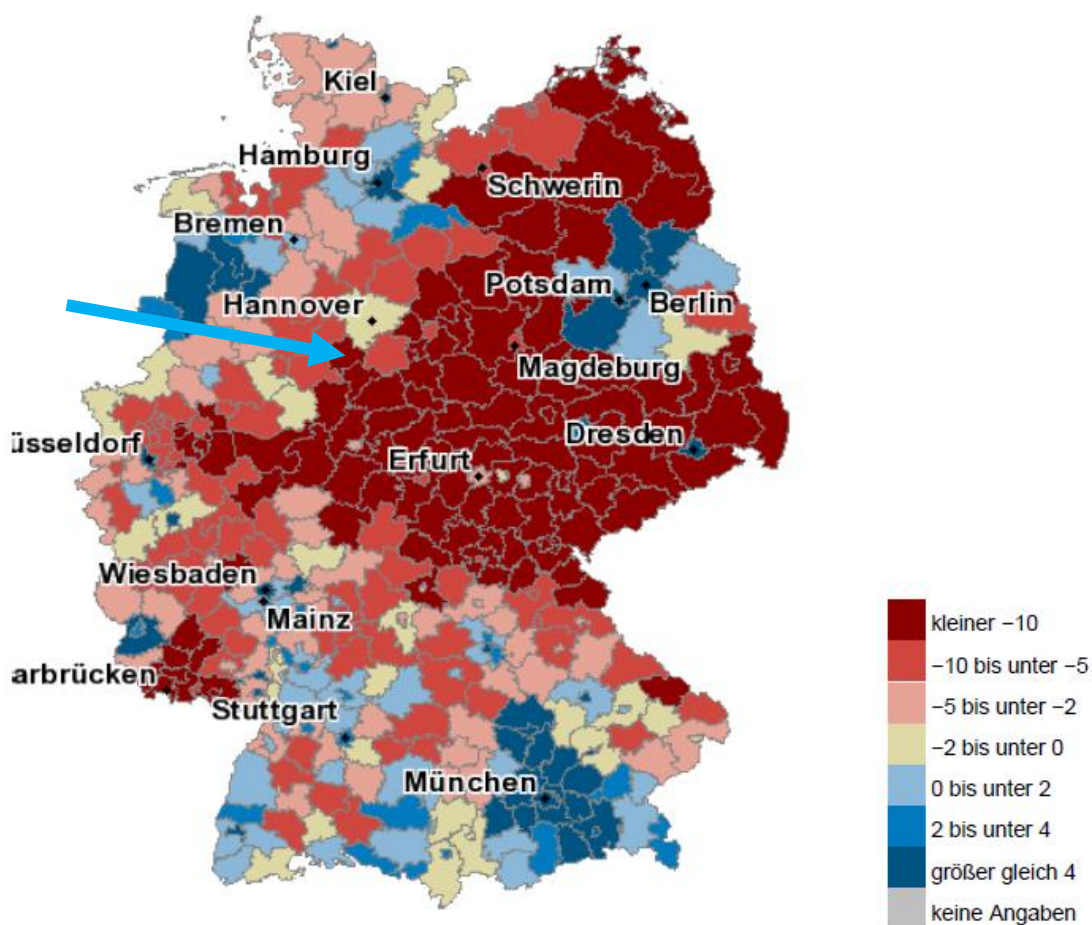 Kiel
Hamburg
Schwerin
Bremen
Hannover
Potsdam
Berlin
Magdeburg
üsseldorf
Dresden
Erfurt
Wiesbaden
Mainz
arbrücken
Stuttgart
München
kleiner −10
−10 bis unter −5
−5 bis unter −2
−2 bis unter 0
0 bis unter 2
2 bis unter 4
größer gleich 4
keine Angaben